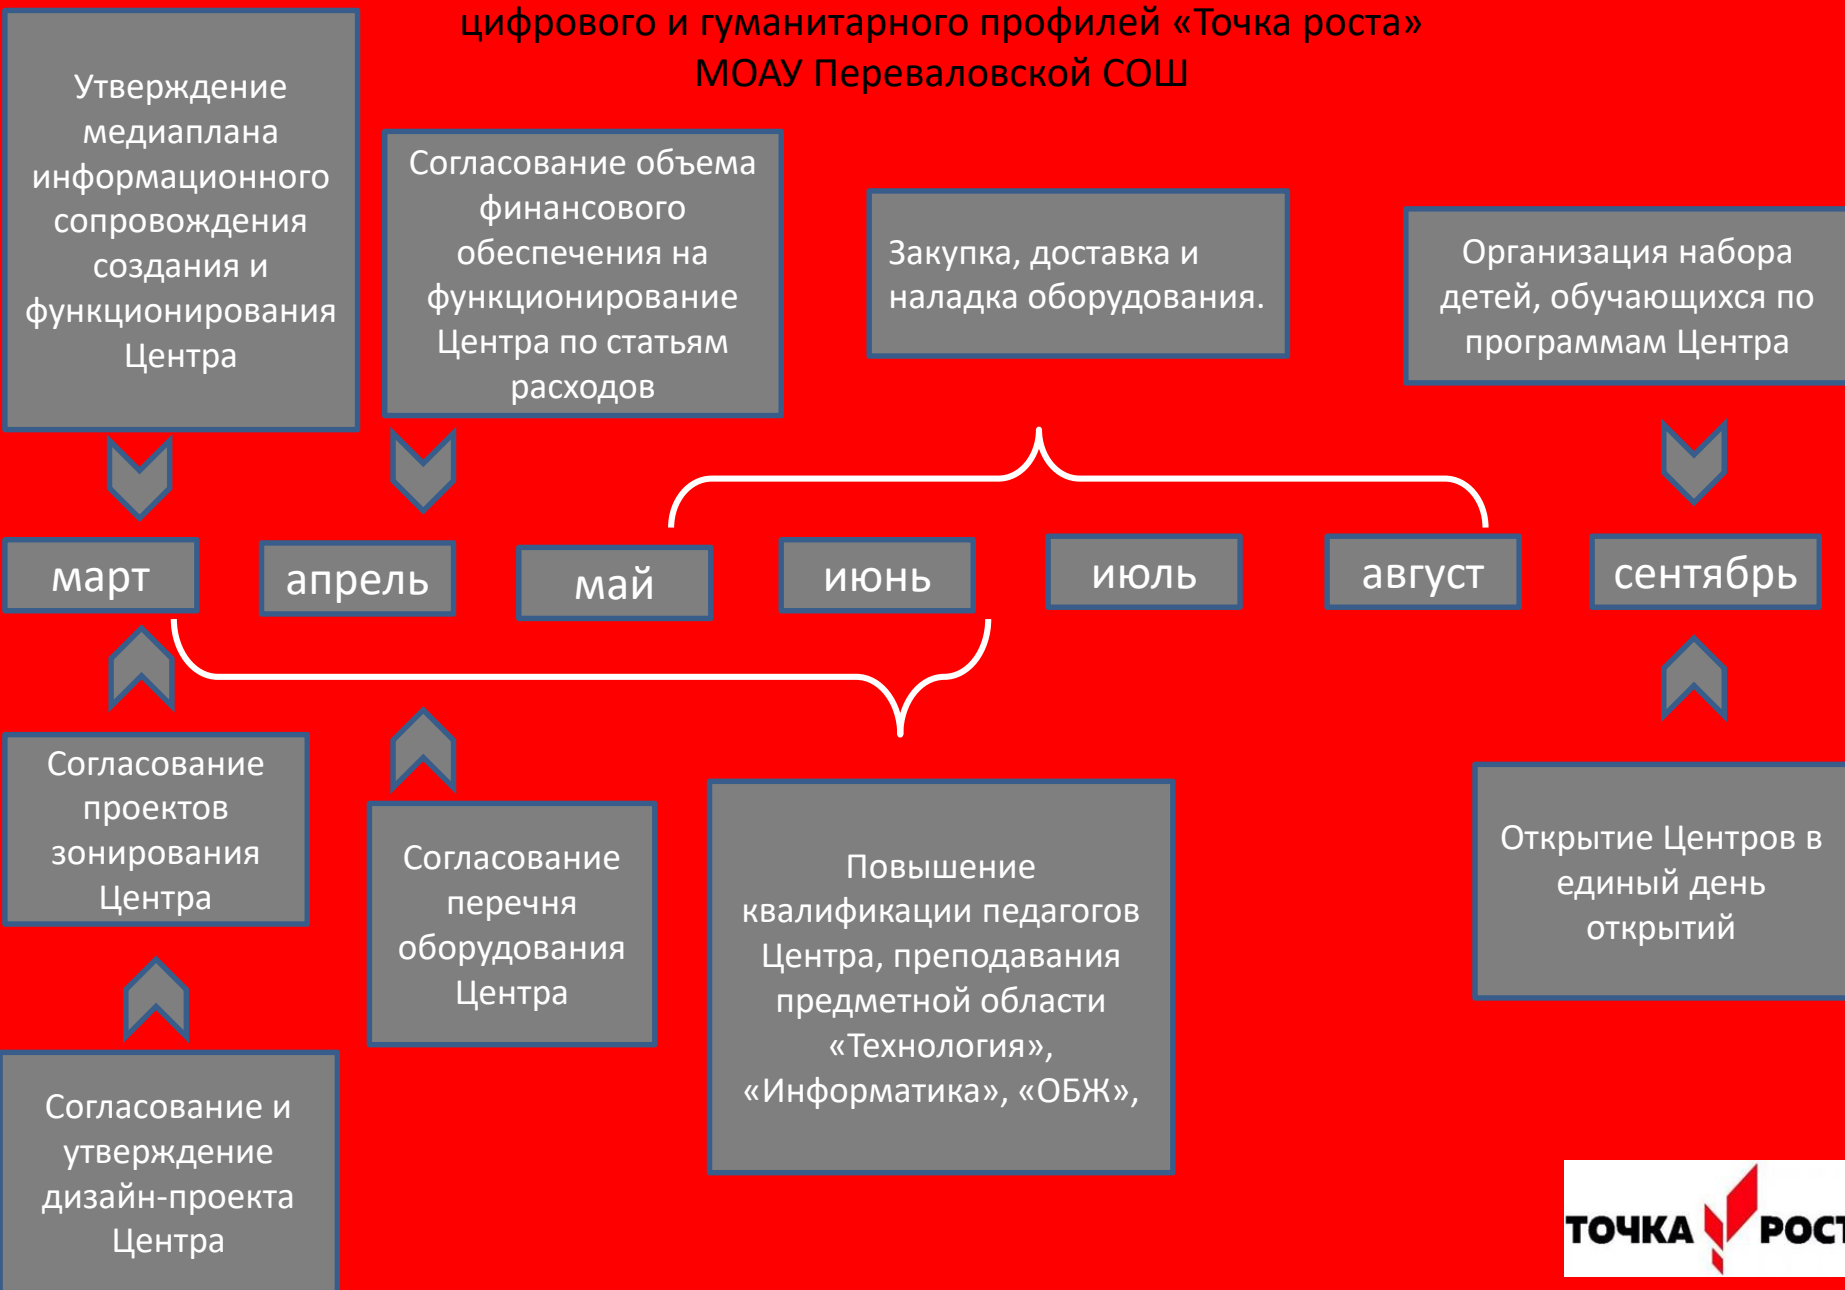 цифрового и гуманитарного профилей «Точка роста»
МОАУ Переваловской СОШ
Утверждение
медиаплана
информационного
сопровождения
создания и
функционирования
Центра
Согласование объема
финансового
обеспечения на
функционирование
Центра по статьям
расходов
Закупка, доставка и
наладка оборудования.
Организация набора
детей, обучающихся по
программам Центра
март
апрель
май
июнь
июль
август
сентябрь
Согласование
проектов
зонирования
Центра
Согласование
перечня
оборудования
Центра
Повышение
квалификации педагогов
Центра, преподавания
предметной области
«Технология»,
«Информатика», «ОБЖ»,
Открытие Центров в
единый день
открытий
Согласование и
утверждение
дизайн-проекта
Центра
ТОЧКА РОСТ